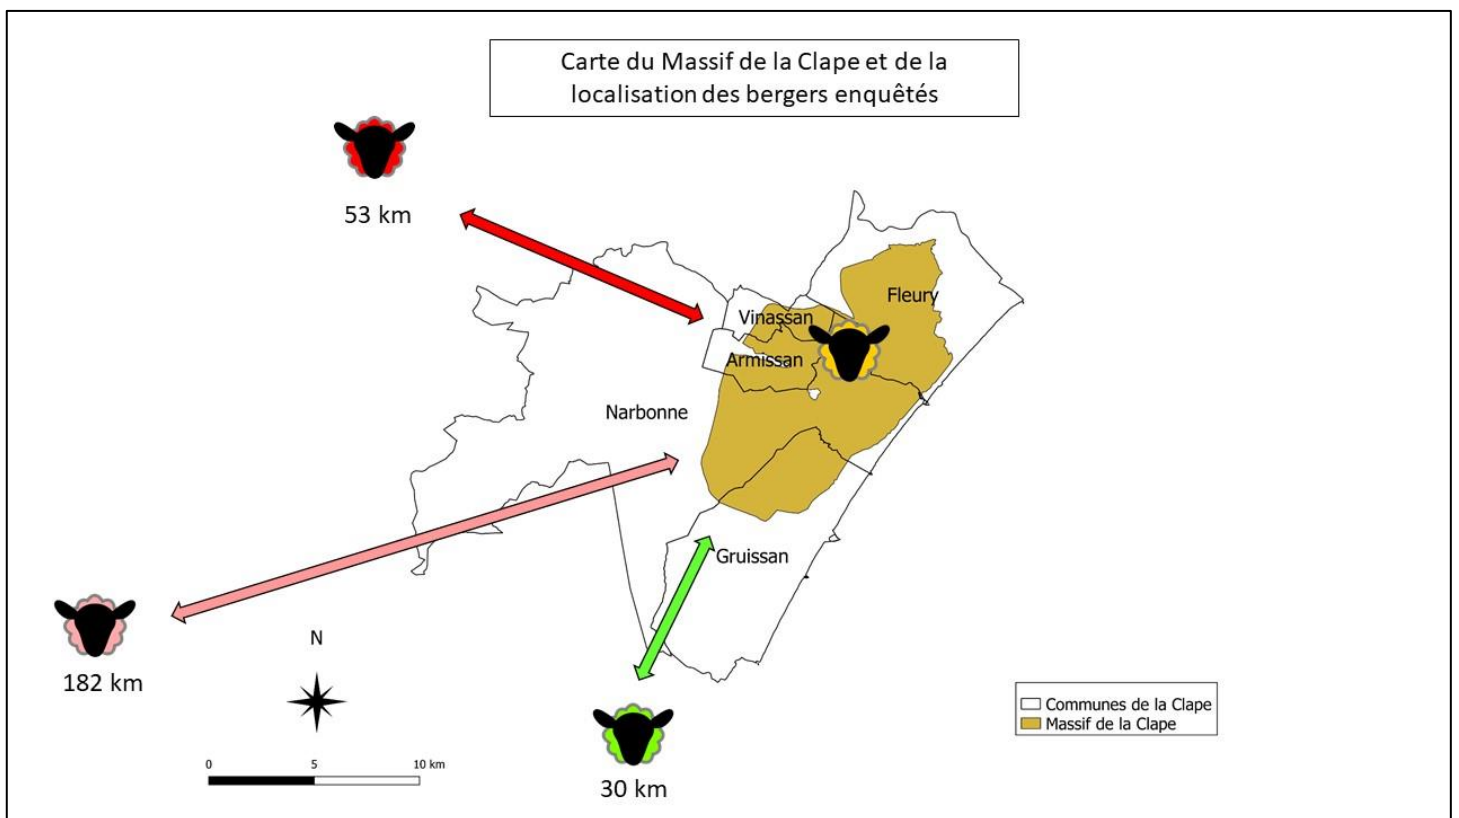 Carte du Massif de la Clape et de la
localisation des bergers enquêtés
53 km
Fleury
Vinassan
Armissan
Narbonne
Gruissan
182 km
N
0 5 10 km
30 km
Communes de la Clape
Massif de la Clape